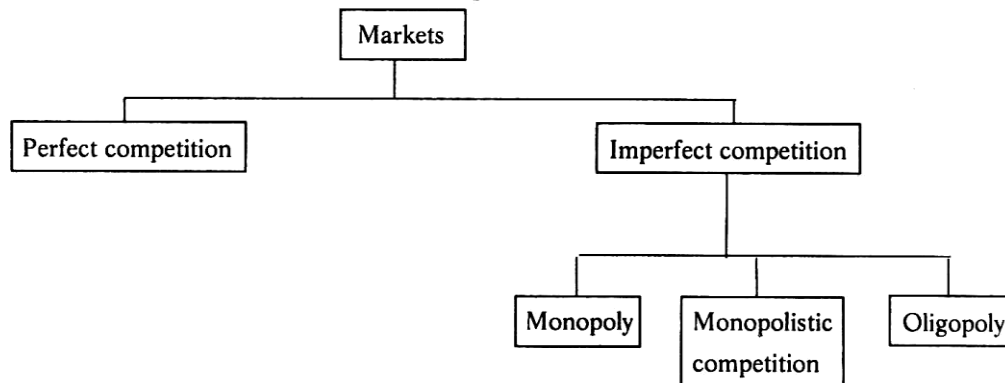 Markets
Perfect competition
Imperfect competition
Monopoly
Monopolistic
competition
Oligopoly